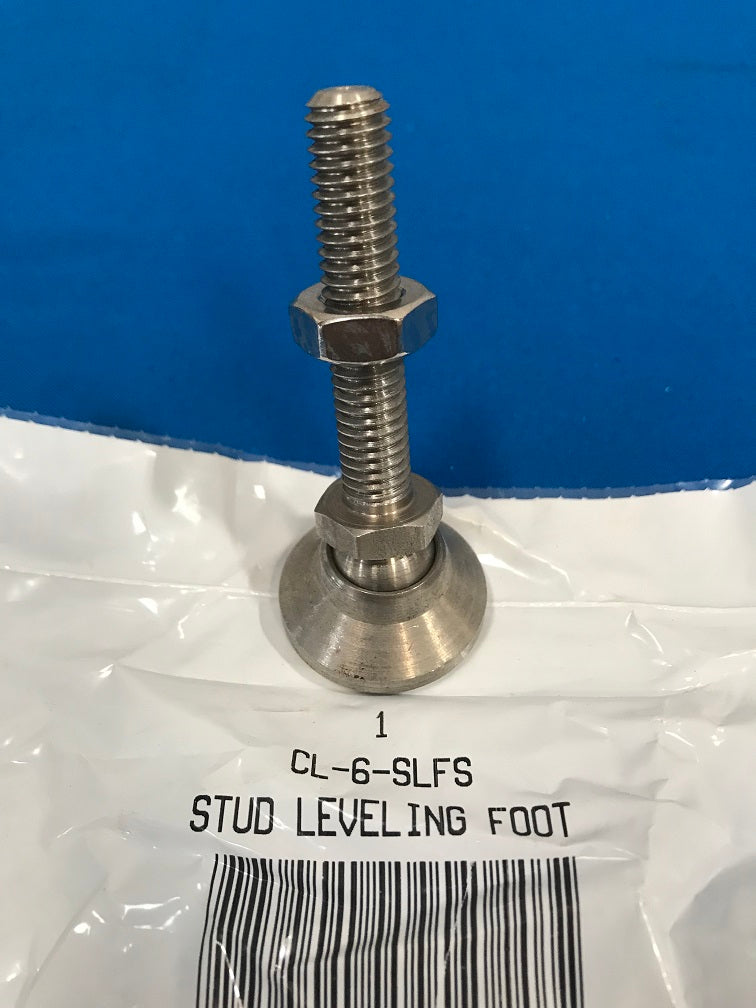 1
CL-6-SLFS
STUD LEVELING FOOT